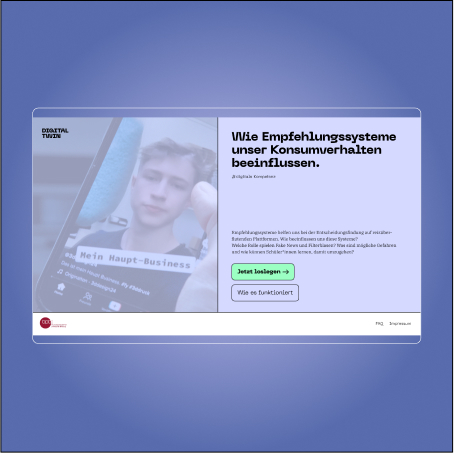 DIGITAL
TWIN
Wie Empfehlungssysteme
unser Konsumverhalten
beeinflussen.
digitale Kompetenz
Mein Haupt-Business
Empfehlungssysteme helfen uns bei der Entscheidungsfindung auf reizüber-
fluteten Plattformen. Wie beeinflussen uns diese Systeme?
Welche Rolle spielen Fake News und Filterblasen? Was sind mögliche Gefahren
und wie können Schüler*innen lernen, damit umzugehen?
Jetzt loslegen →
Wie es funktioniert
FAQ Impressum